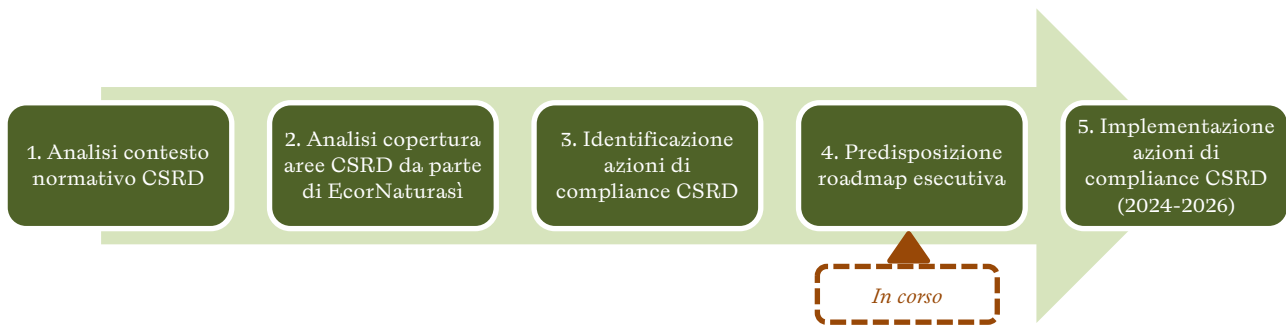 1. Analisi contesto
normativo CSRD
2. Analisi copertura
aree CSRD da parte
di EcorNaturasì
3. Identificazione
azioni di
compliance CSRD
4. Predisposizione
roadmap esecutiva
5. Implementazione
azioni di
compliance CSRD
(2024-2026)
In corso